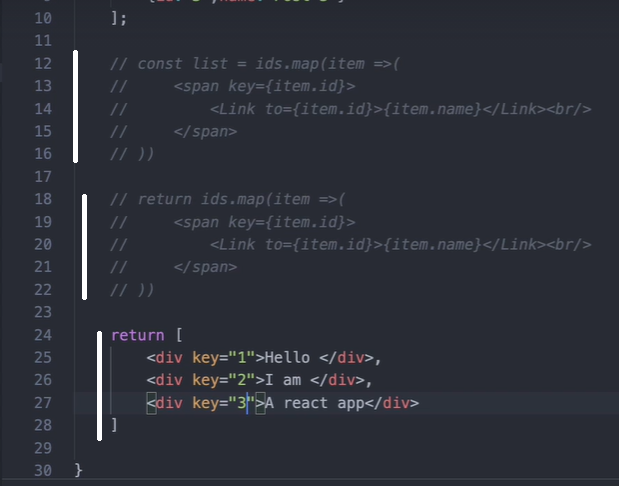 10 ];
11
12 // const list = ids.map(item =>(
13 // <span key={item.id}>
14 // <Link to={item.id}>{item.name}</Link><br/>
15 // </span>
16 // ))
17
18 // return ids.map(item =>(
19 // <span key={item.id}>
20 // <Link to={item.id}>{item.name}</Link><br/>
21 // </span>
22 // ))
23
24 return [
25 <div key="1">Hello </div>,
26 <div key="2">I am </div>,
27 <div key="3">A react app</div>
28 ]
29
30 }